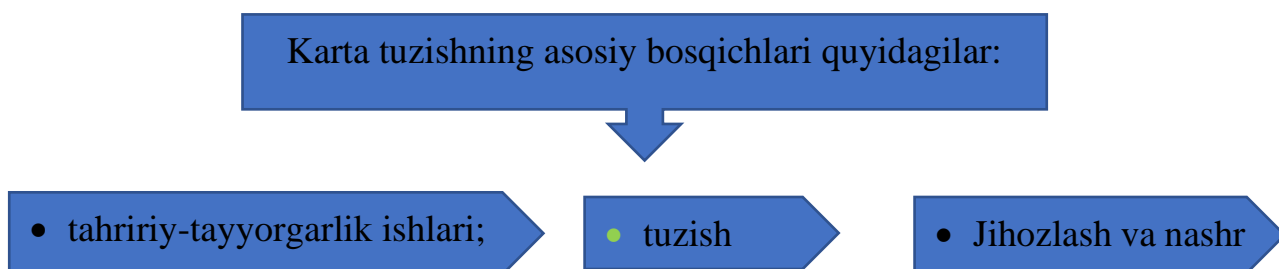 Karta tuzishning asosiy bosqichlari quyidagilar:
• tahririy-tayyorgarlik ishlari;
• tuzish
• Jihozlash va nashr